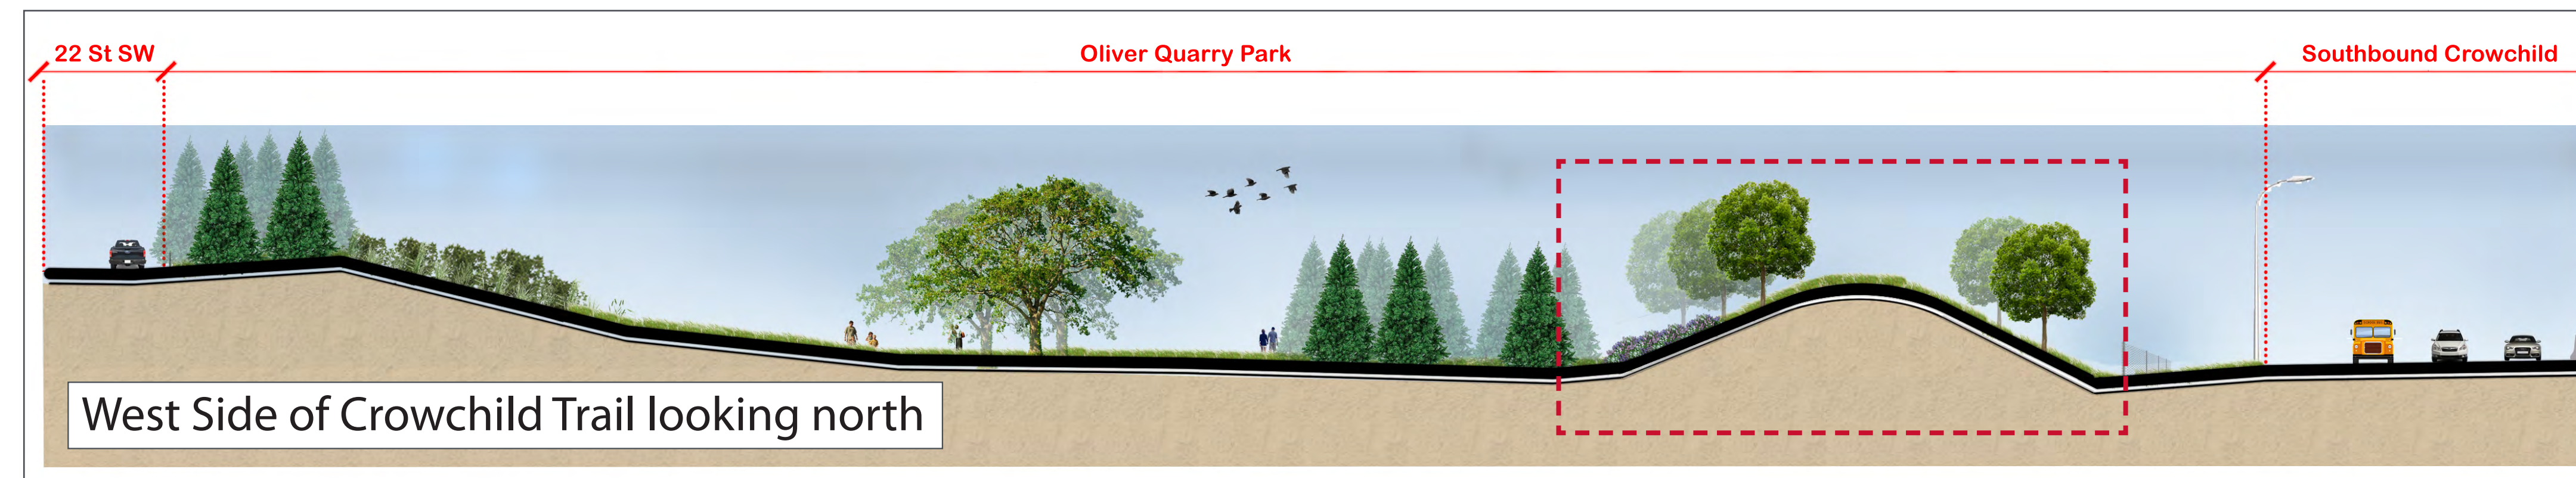 22 St SW
Oliver Quarry Park
Southbound Crowchild
West Side of Crowchild Trail looking north